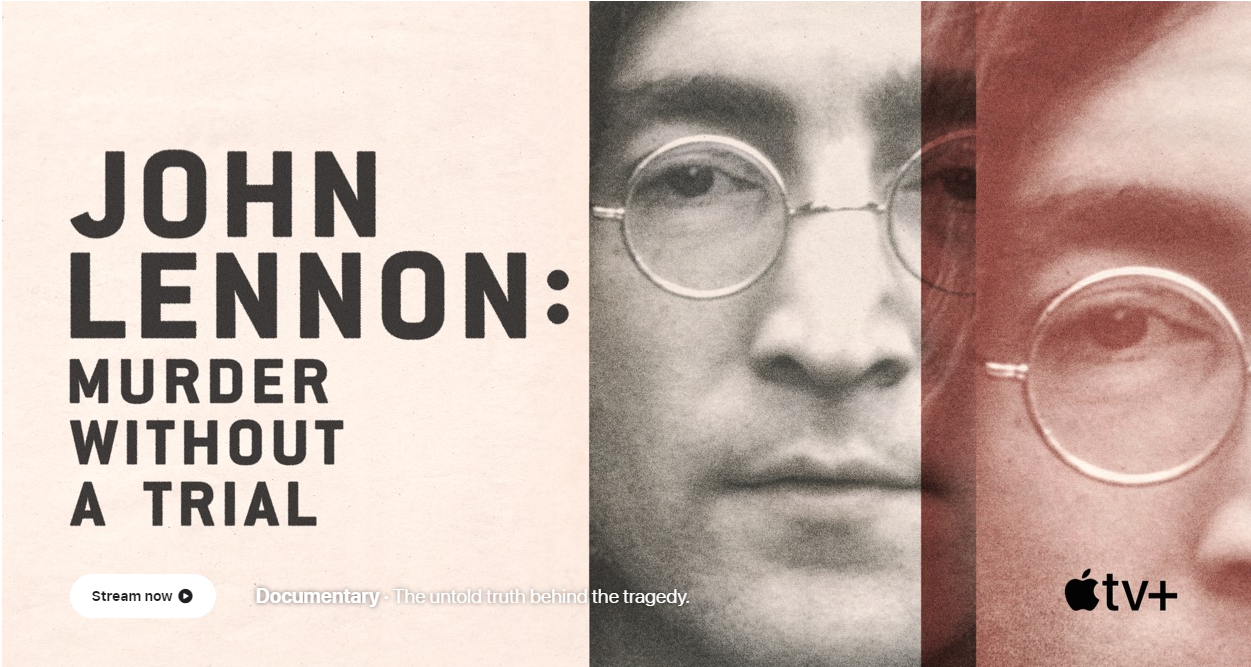 JOHN
LENNON:
MURDER
WITHOUT
A TRIAL
Stream now
Documentary · The untold truth behind the tragedy.
tv+